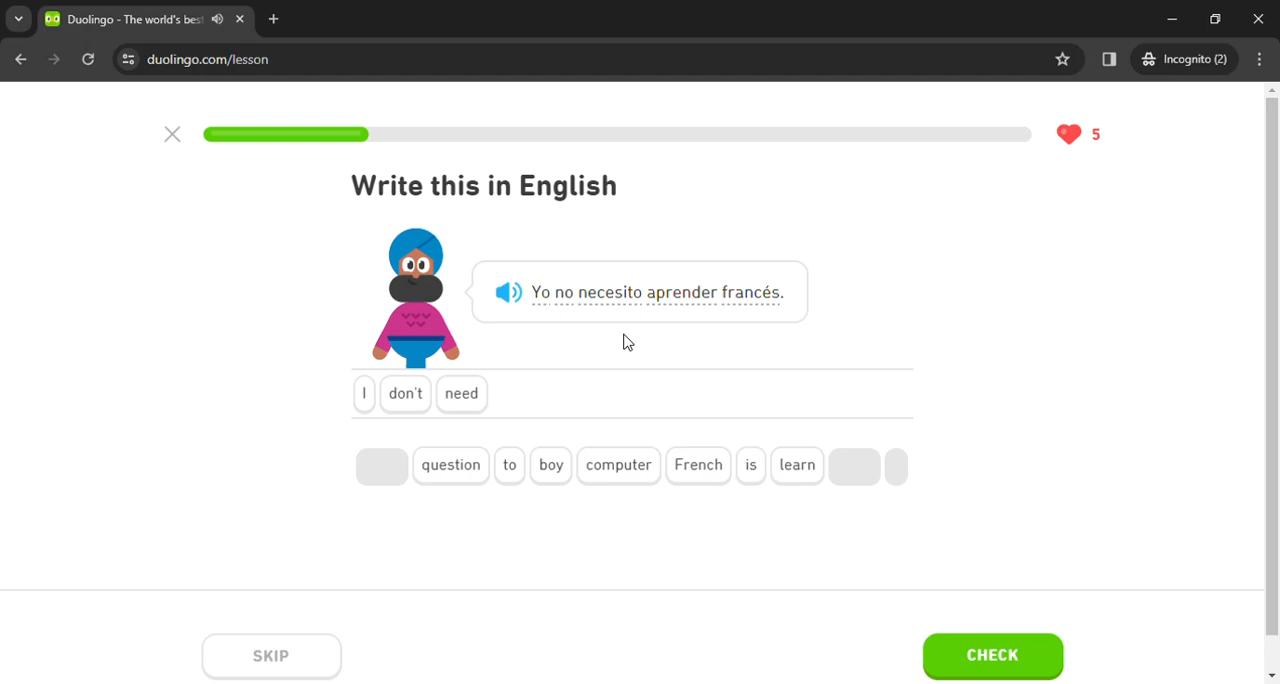 Duolingo - The world's bes
duolingo.com/lesson
Incognito (2)
5
Write this in English
Yo no necesito aprender francés.
I don't need
question to boy computer French is learn
SKIP
CHECK